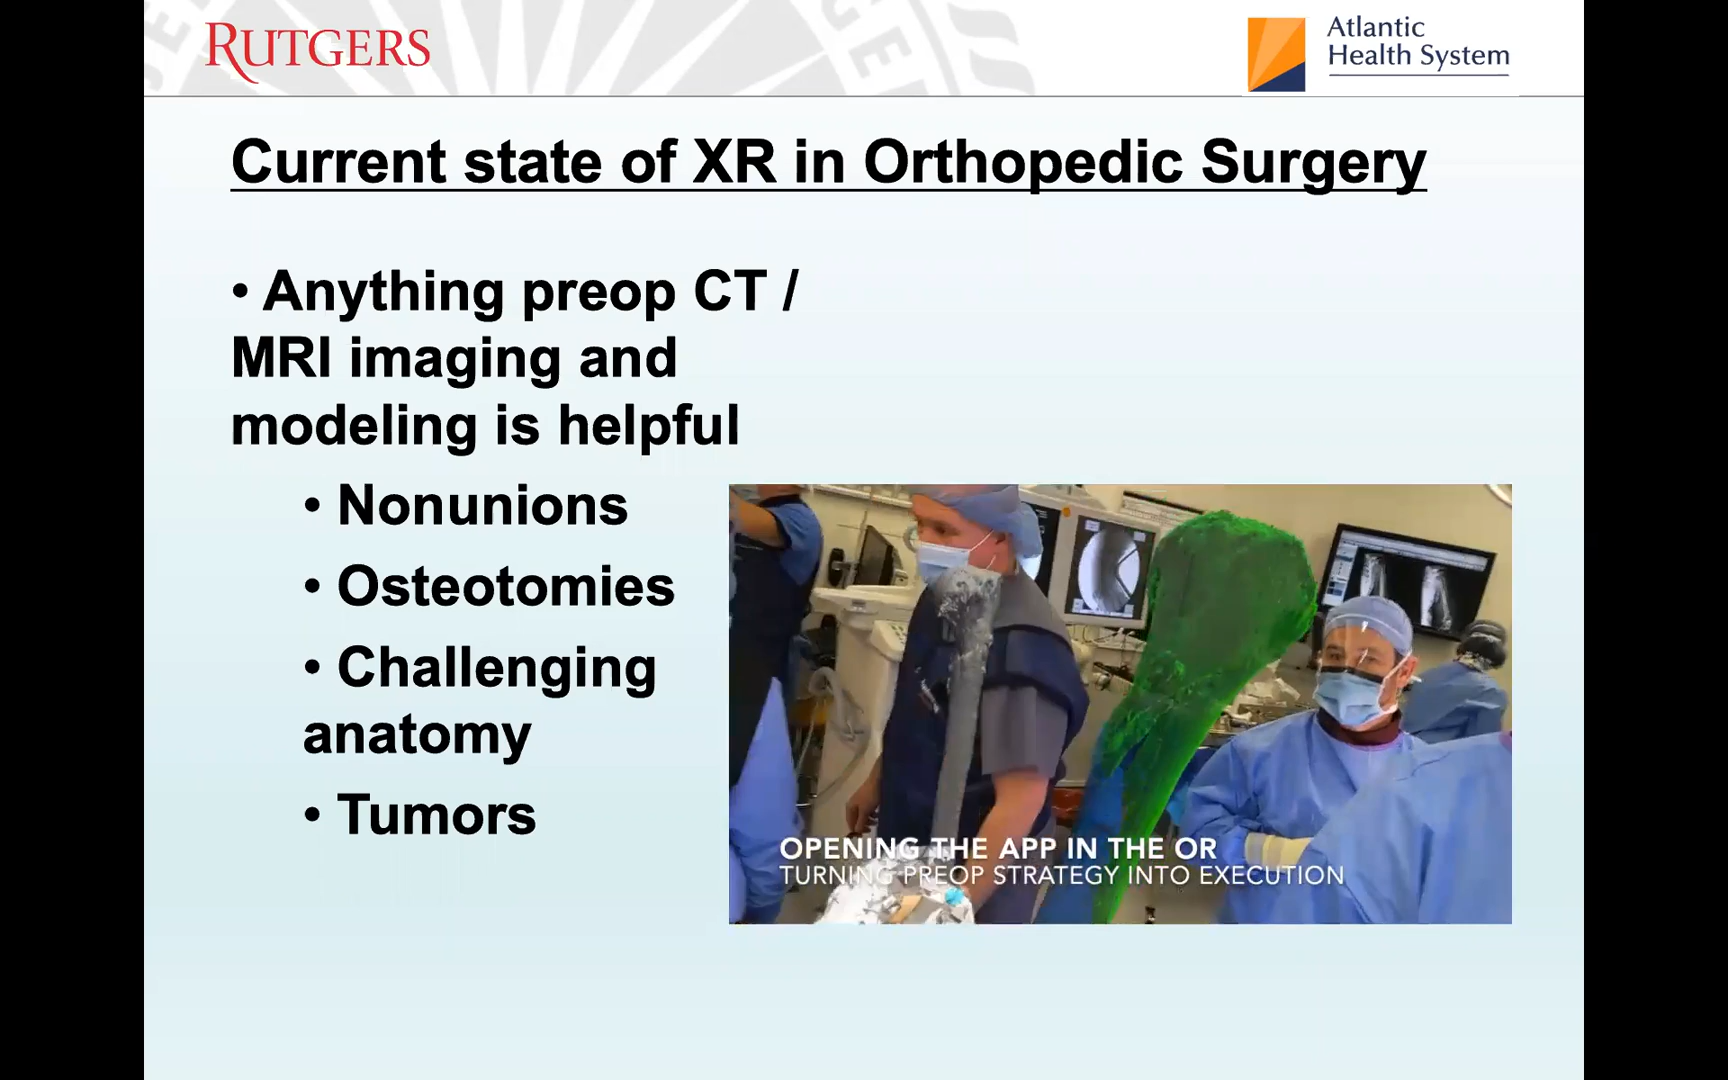 RUTGERS
Atlantic
Health System
Current state of XR in Orthopedic Surgery
• Anything preop CT /
MRI imaging and
modeling is helpful
• Nonunions
• Osteotomies
• Challenging
anatomy
• Tumors
OPENING THE APP IN THE OR
TURNING PREOP STRATEGY INTO EXECUTION